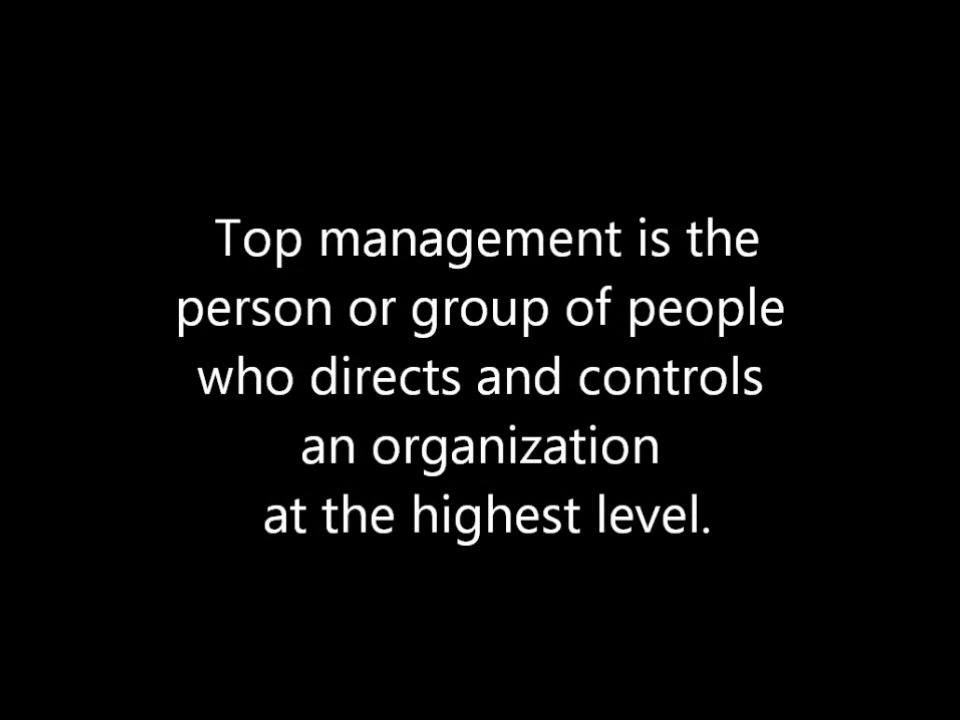 Top management is the
person or group of people
who directs and controls
an organization
at the highest level.